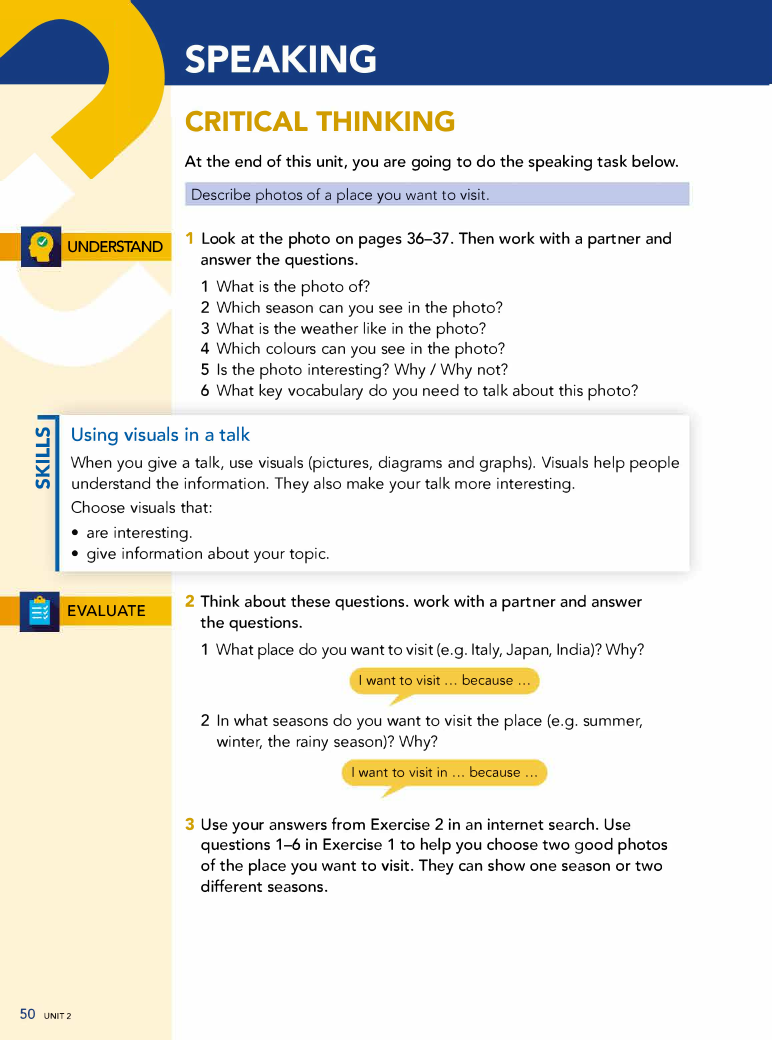 SPEAKING
CRITICAL THINKING
At the end of this unit, you are going to do the speaking task below.
Describe photos of a place you want to visit.
UNDERSTAND
1 Look at the photo on pages 36–37. Then work with a partner and
answer the questions.
1 What is the photo of?
2 Which season can you see in the photo?
3 What is the weather like in the photo?
4 Which colours can you see in the photo?
5 Is the photo interesting? Why / Why not?
6 What key vocabulary do you need to talk about this photo?
SKILLS
Using visuals in a talk
When you give a talk, use visuals (pictures, diagrams and graphs). Visuals help people
understand the information. They also make your talk more interesting.
Choose visuals that:
• are interesting.
• give information about your topic.
EVALUATE
2 Think about these questions. work with a partner and answer
the questions.
1 What place do you want to visit (e.g. Italy, Japan, India)? Why?
I want to visit … because …
2 In what seasons do you want to visit the place (e.g. summer,
winter, the rainy season)? Why?
I want to visit in … because …
3 Use your answers from Exercise 2 in an internet search. Use
questions 1–6 in Exercise 1 to help you choose two good photos
of the place you want to visit. They can show one season or two
different seasons.
50 UNIT 2